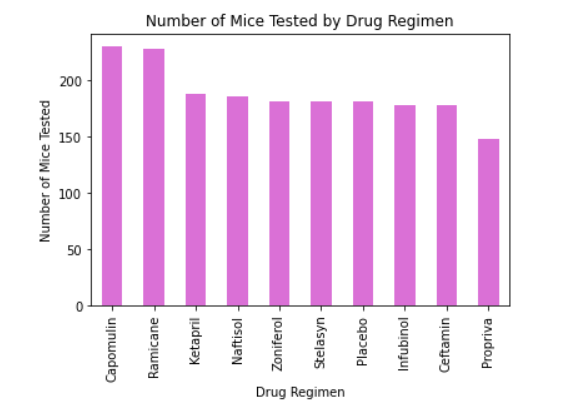 Number of Mice Tested by Drug Regimen
Number of Mice Tested
200
150
100
50
0
Capomulin
Ramicane
Ketapril
Naftisol
Zoniferol
Stelasyn
Placebo
Infubinol
Ceftamin
Propriva
Drug Regimen